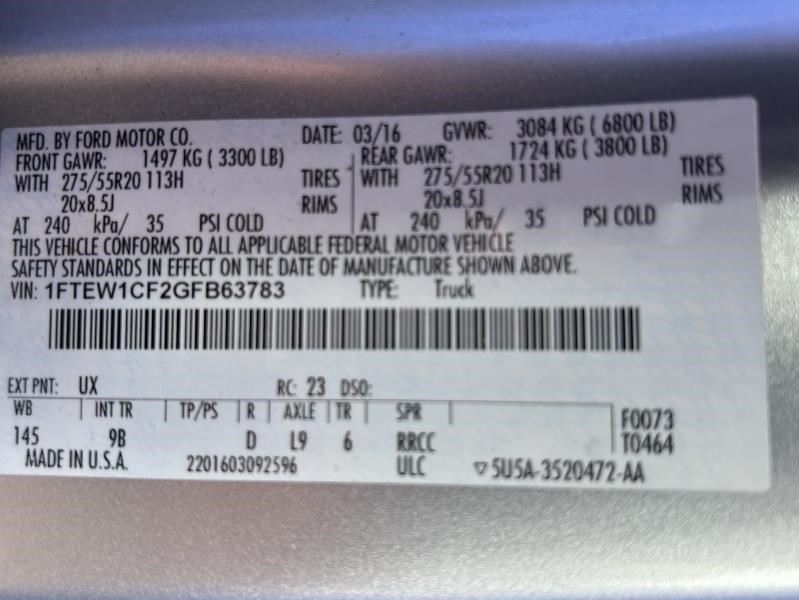 MFD. BY FORD MOTOR CO. DATE: 03/16 GVWR: 3084 KG ( 6800 LB)
FRONT GAWR: 1497 KG ( 3300 LB) REAR GAWR: 1724 KG ( 3800 LB)
WITH 275/55R20 113H TIRES WITH 275/55R20 113H TIRES
20x8.5J RIMS 20x8.5J RIMS
AT 240 kPa/ 35 PSI COLD AT 240 kPa/ 35 PSI COLD
THIS VEHICLE CONFORMS TO ALL APPLICABLE FEDERAL MOTOR VEHICLE
SAFETY STANDARDS IN EFFECT ON THE DATE OF MANUFACTURE SHOWN ABOVE.
VIN: 1FTEW1CF2GFB63783 TYPE: Truck
EXT PNT: UX RC: 23 DSO:
WB INT TR TP/PS R AXLE TR SPR F0073
145 9B D L9 6 RRCC T0464
MADE IN U.S.A. 2201603092596 ULC ▽5U5A-3520472-AA